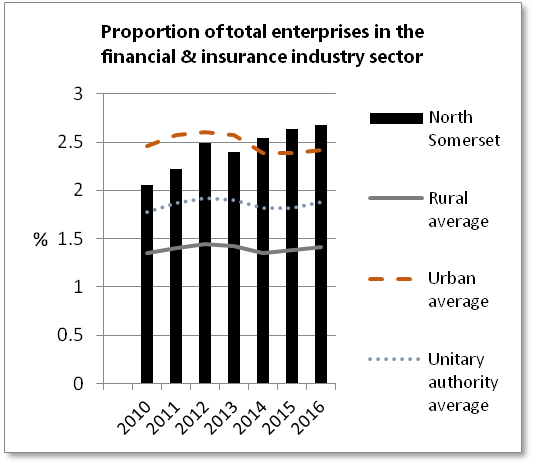 Proportion of total enterprises in the
financial & insurance industry sector
3
2.5
2
1.5
1
0.5
0
%
2010
2011
2012
2013
2014
2015
2016
North
Somerset
Rural
average
Urban
average
Unitary
authority
average